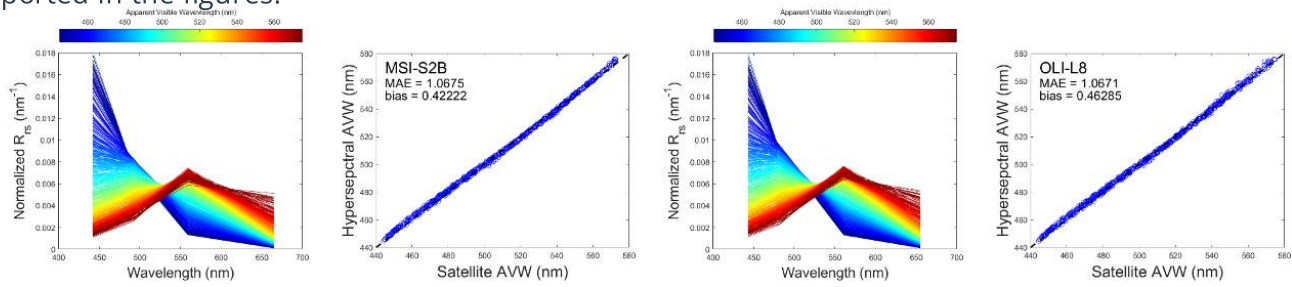 ported in the figures.
Apparent Visible Wavelength (nm)
460 480 500 520 540 560
0.018
0.016
0.014
0.012
0.01
0.008
0.006
0.004
0.002
0
Normalized Rrs (nm-1)
400 450 500 550 600 650 700
Wavelength (nm)
580
560
540
520
500
480
460
440
Hypersepctral AVW (nm)
MSI-S2B
MAE = 1.0675
bias = 0.42222
440 460 480 500 520 540 560 580
Satellite AVW (nm)
Apparent Visible Wavelength (nm)
460 480 500 520 540 560
0.018
0.016
0.014
0.012
0.01
0.008
0.006
0.004
0.002
0
Normalized Rrs (nm-1)
400 450 500 550 600 650 700
Wavelength (nm)
580
560
540
520
500
480
460
440
Hypersepctral AVW (nm)
OLI-L8
MAE = 1.0671
bias = 0.46285
440 460 480 500 520 540 560 580
Satellite AVW (nm)